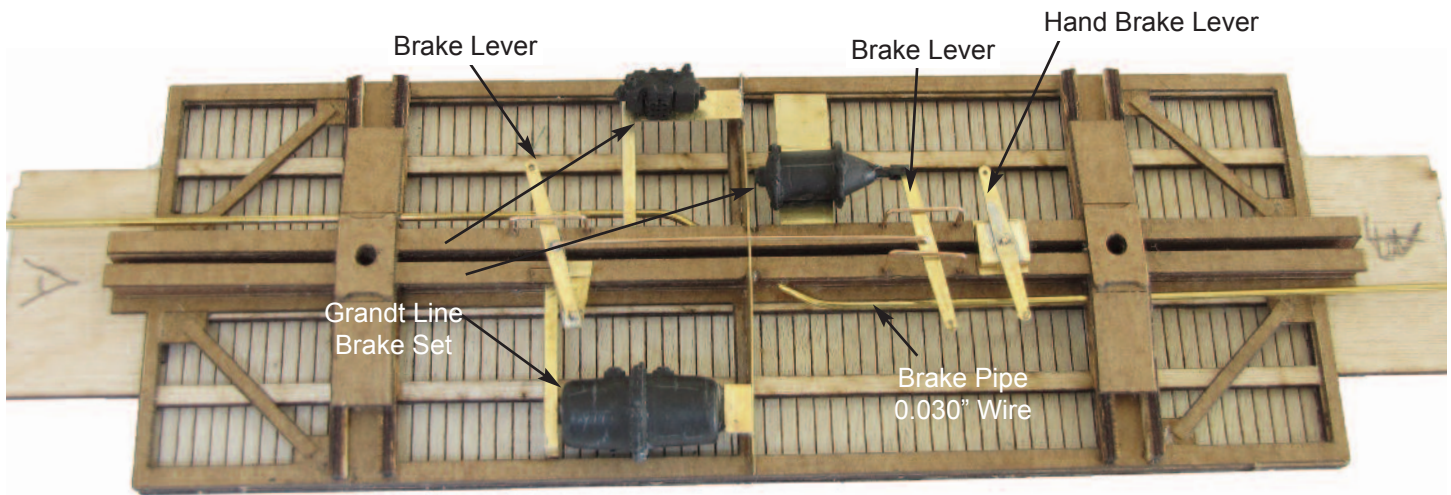 Hand Brake Lever
Brake Lever
Brake Lever
Grandt Line
Brake Set
Brake Pipe
0.030” Wire
A